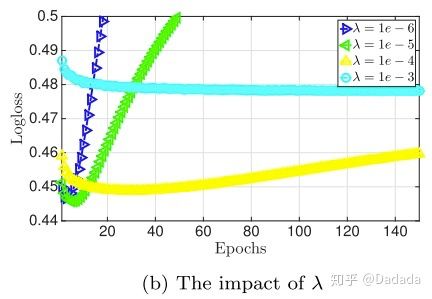 0.5
0.49
0.48
0.47
0.46
0.45
0.44
Logloss
λ = 1e − 6
λ = 1e − 5
λ = 1e − 4
λ = 1e − 3
20 40 60 80 100 120 140
Epochs
(b) The impact of λ
知乎 @Dadada